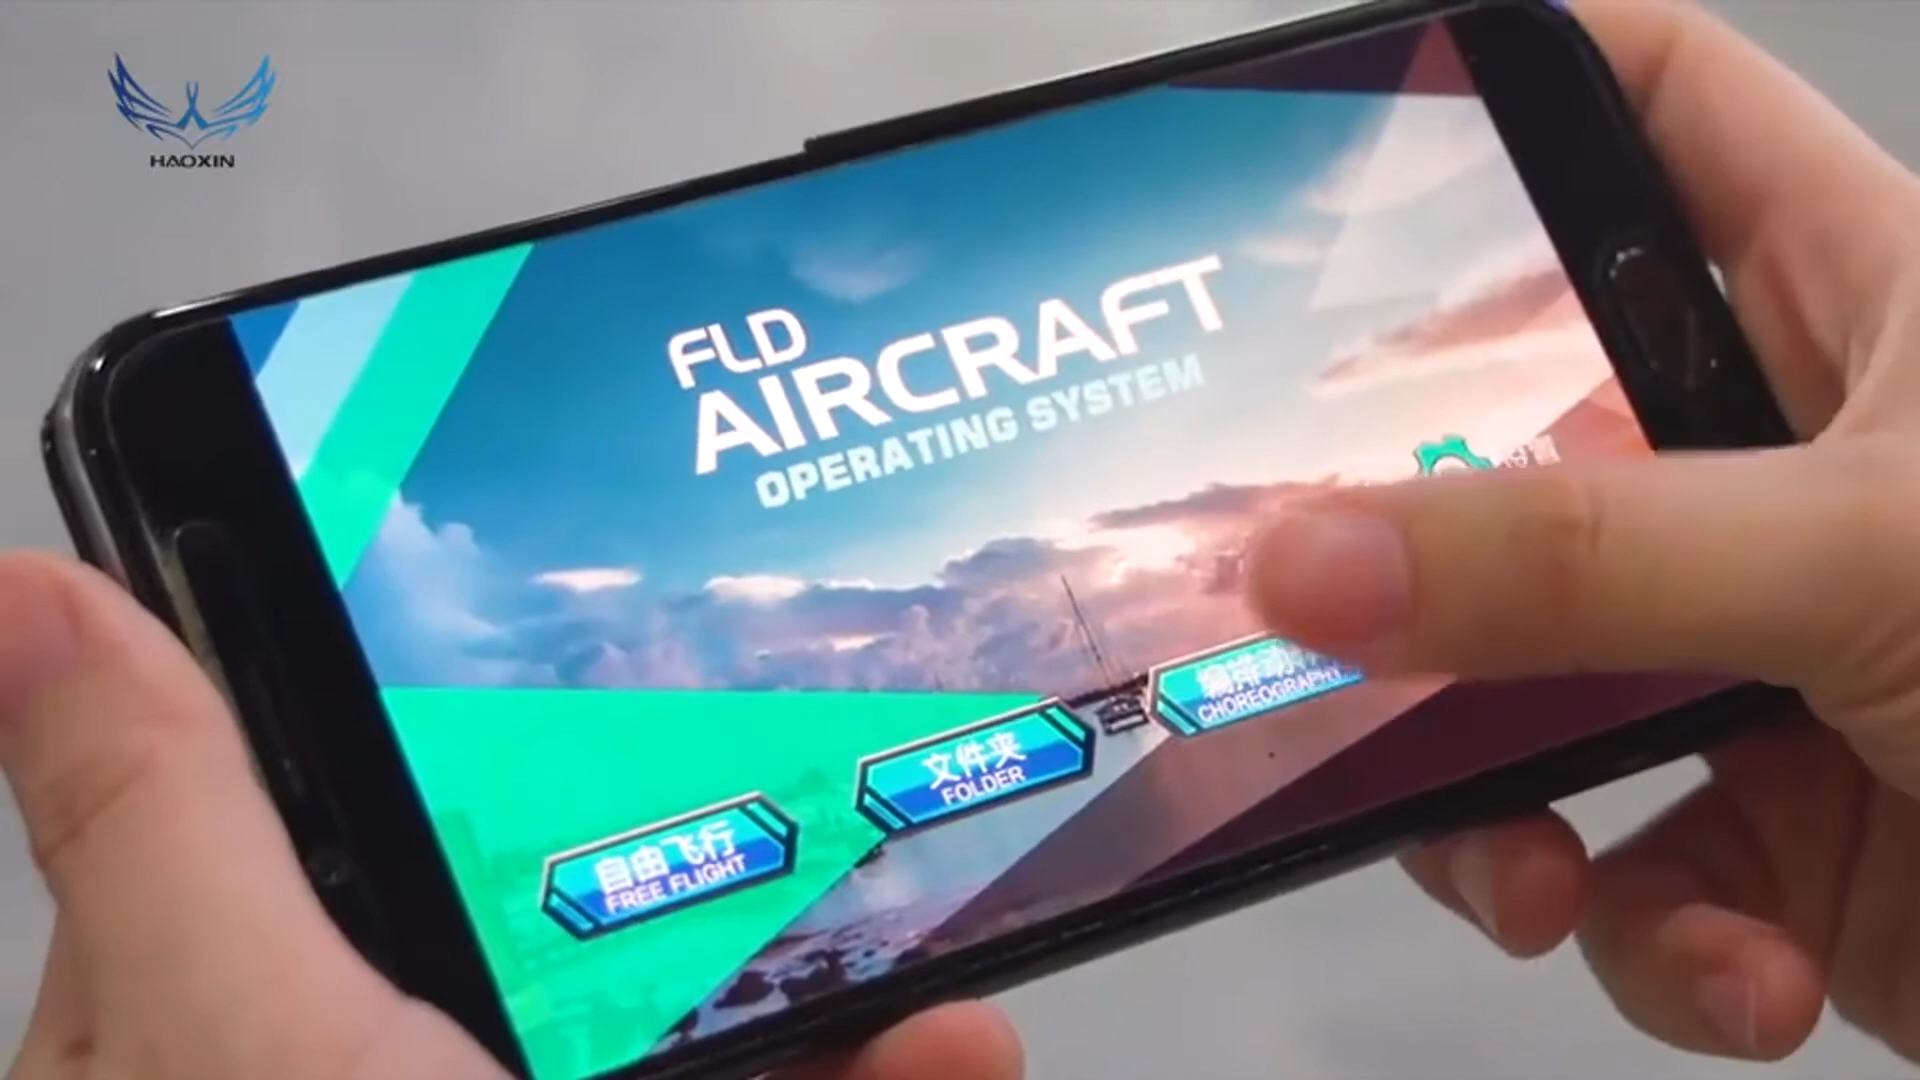 HAOXIN
FLD
AIRCRAFT
OPERATING SYSTEM
自由飞行
FREE FLIGHT
文件夹
FOLDER
CHOREOGRAPHY